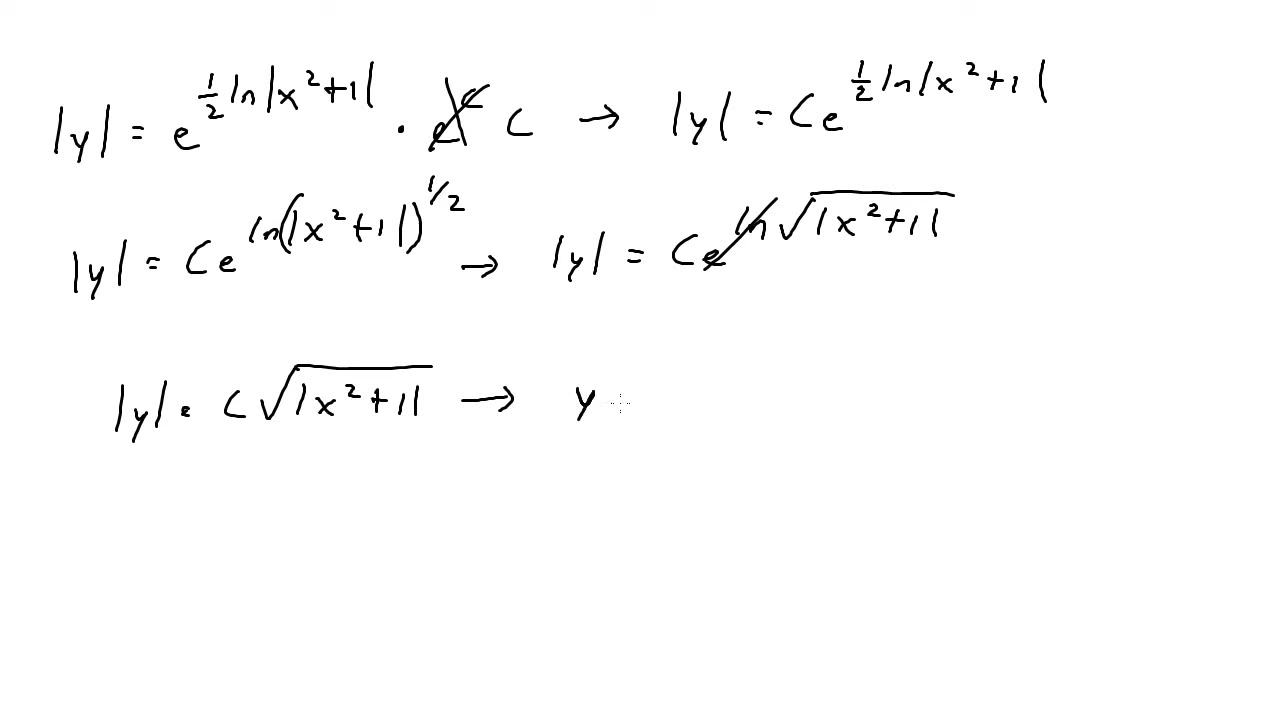 |y| = e^{½ ln|x²+1|} · e^C C → |y| = Ce^{½ ln|x²+1|}
|y| = Ce^{ln(|x²+1|)^{1/2}} → |y| = Ce^{ln√|x²+1|}
|y| = C√|x²+1| → y